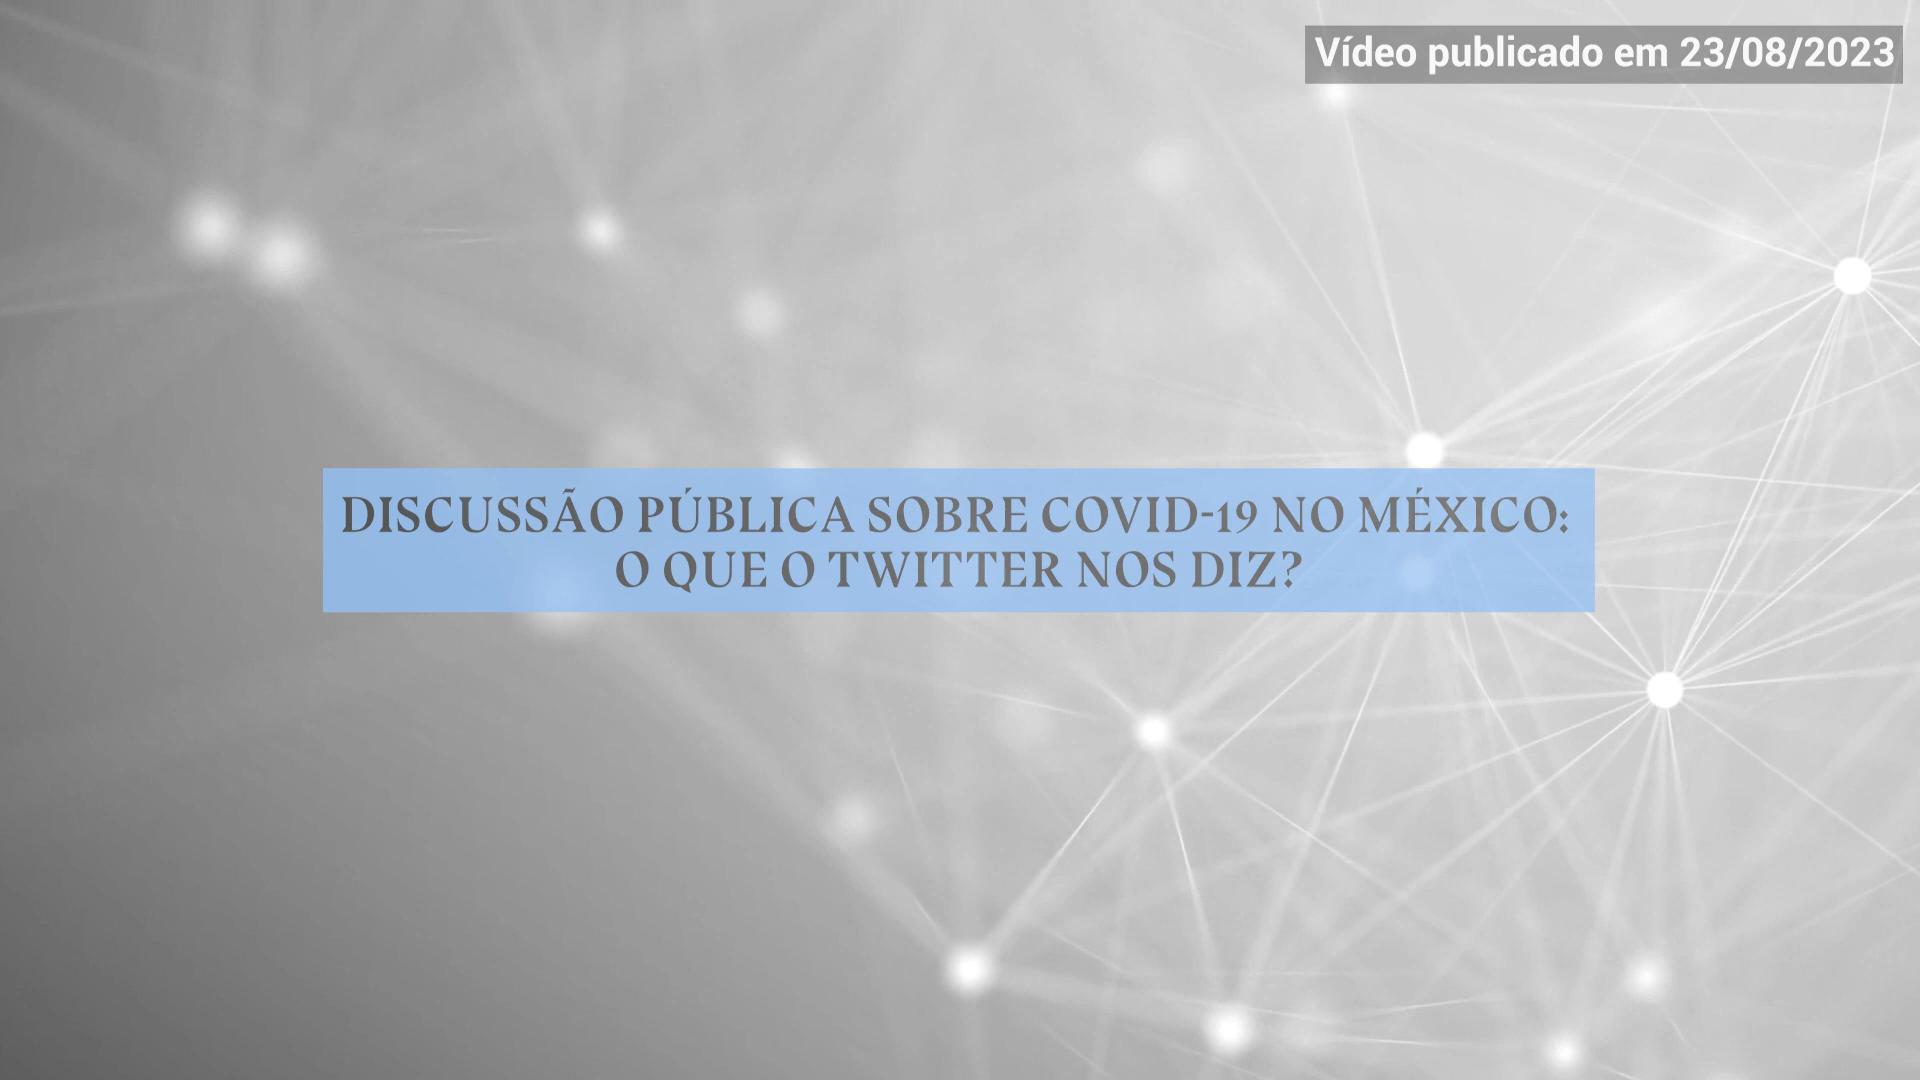 Vídeo publicado em 23/08/2023
DISCUSSÃO PÚBLICA SOBRE COVID-19 NO MÉXICO:
O QUE O TWITTER NOS DIZ?